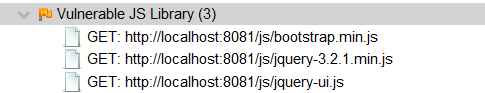 Vulnerable JS Library (3)
GET: http://localhost:8081/js/bootstrap.min.js
GET: http://localhost:8081/js/jquery-3.2.1.min.js
GET: http://localhost:8081/js/jquery-ui.js